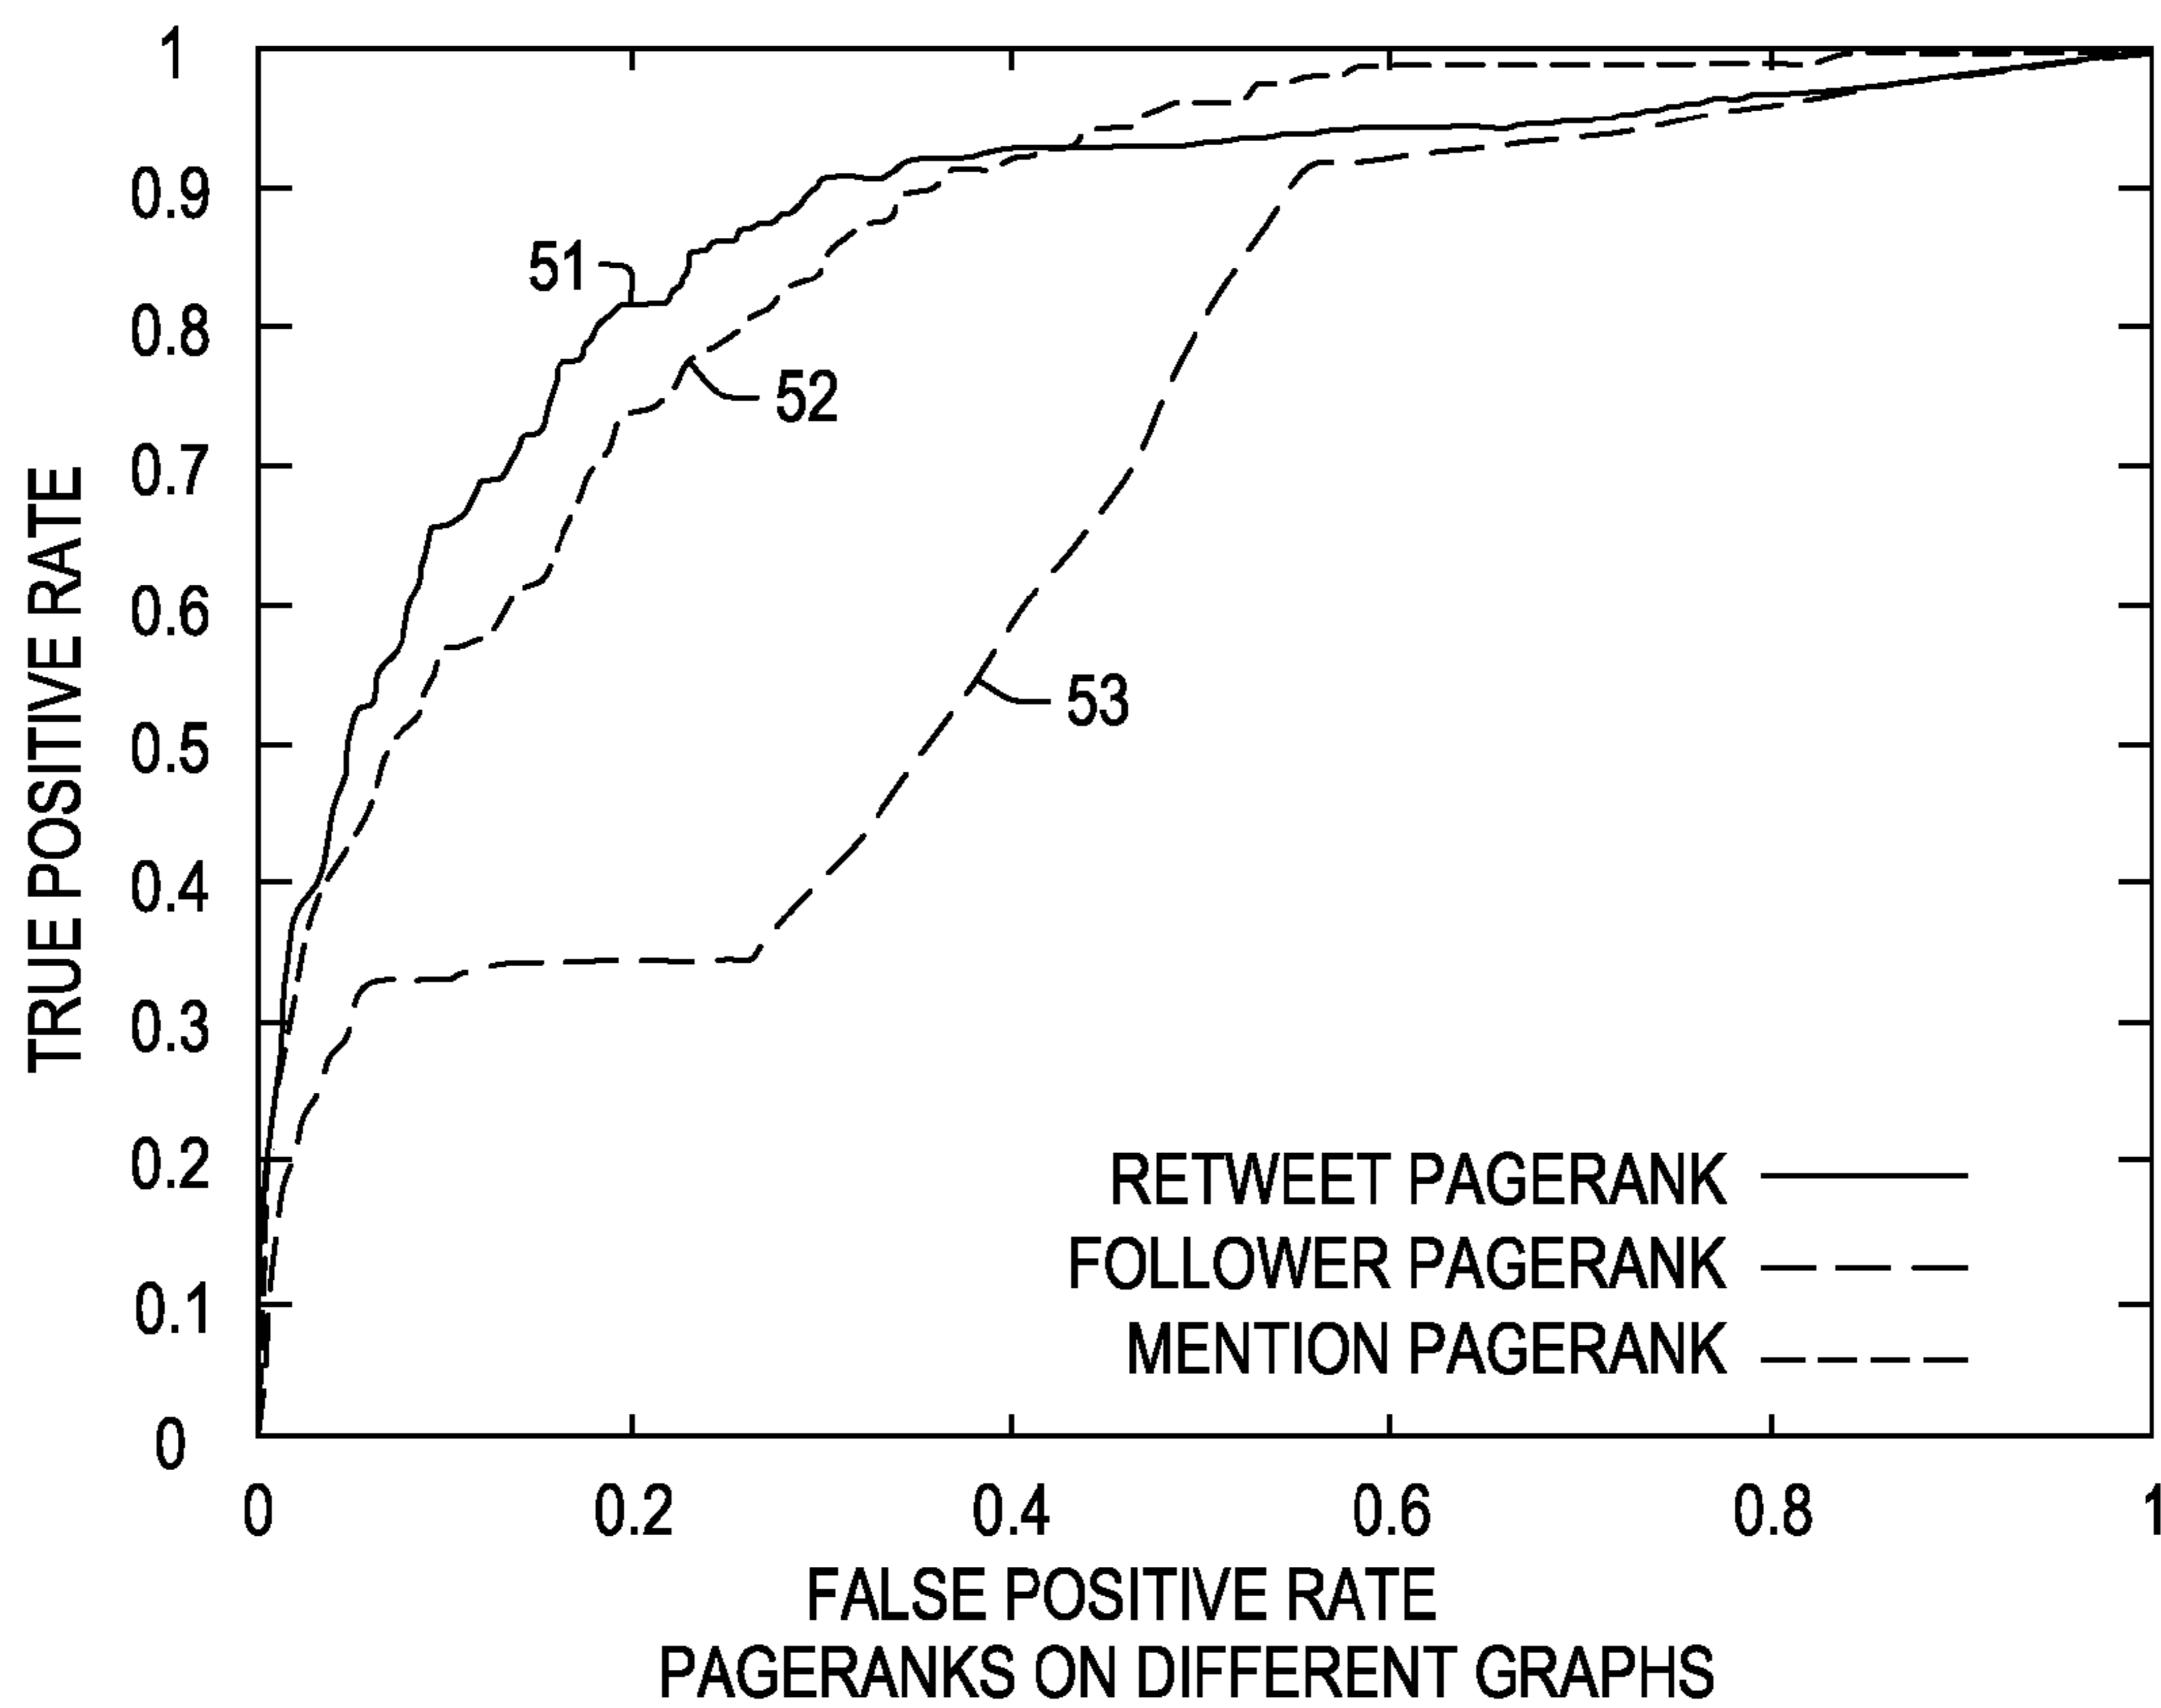 1
0.9
0.8
0.7
0.6
0.5
0.4
0.3
0.2
0.1
0
TRUE POSITIVE RATE
51
52
53
RETWEET PAGERANK
FOLLOWER PAGERANK
MENTION PAGERANK
0 0.2 0.4 0.6 0.8 1
FALSE POSITIVE RATE
PAGERANKS ON DIFFERENT GRAPHS